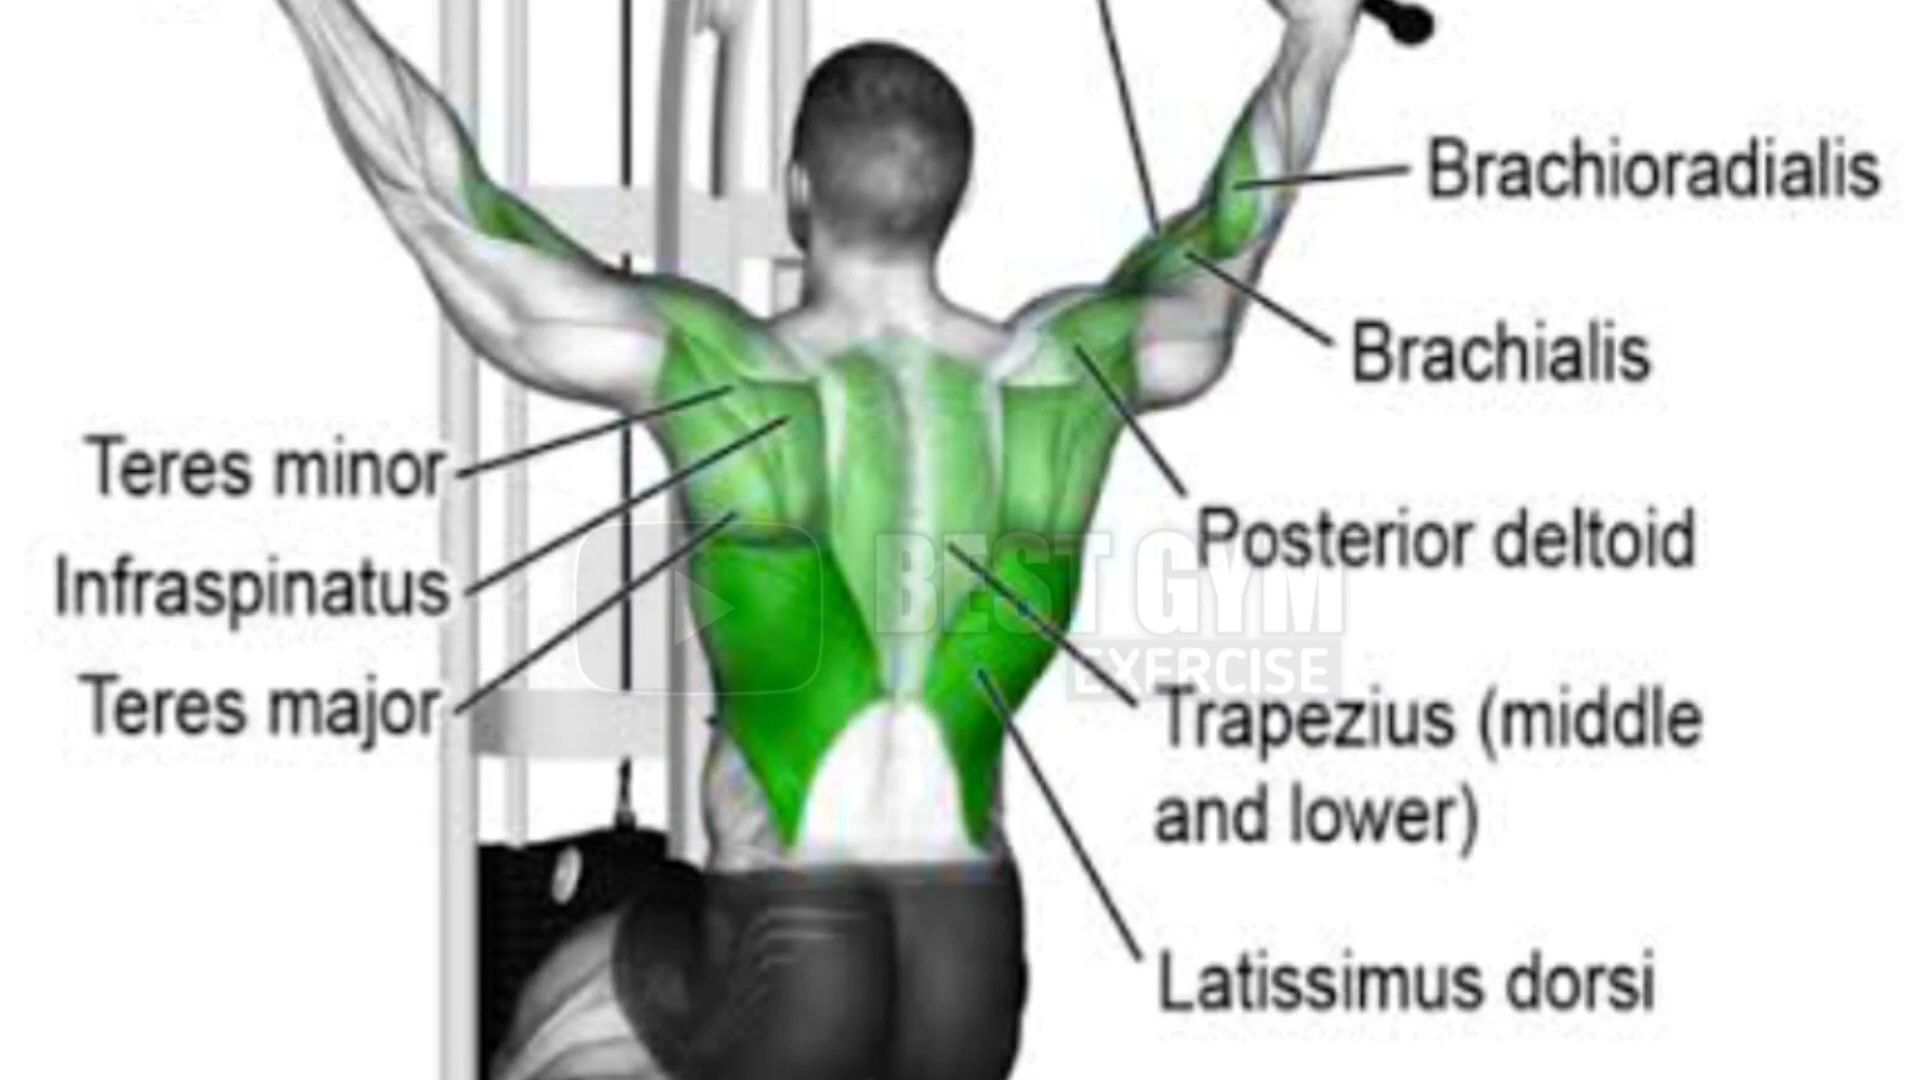 Brachioradialis
Brachialis
Teres minor
Posterior deltoid
Infraspinatus
BEST GYM
EXERCISE
Teres major
Trapezius (middle
and lower)
Latissimus dorsi